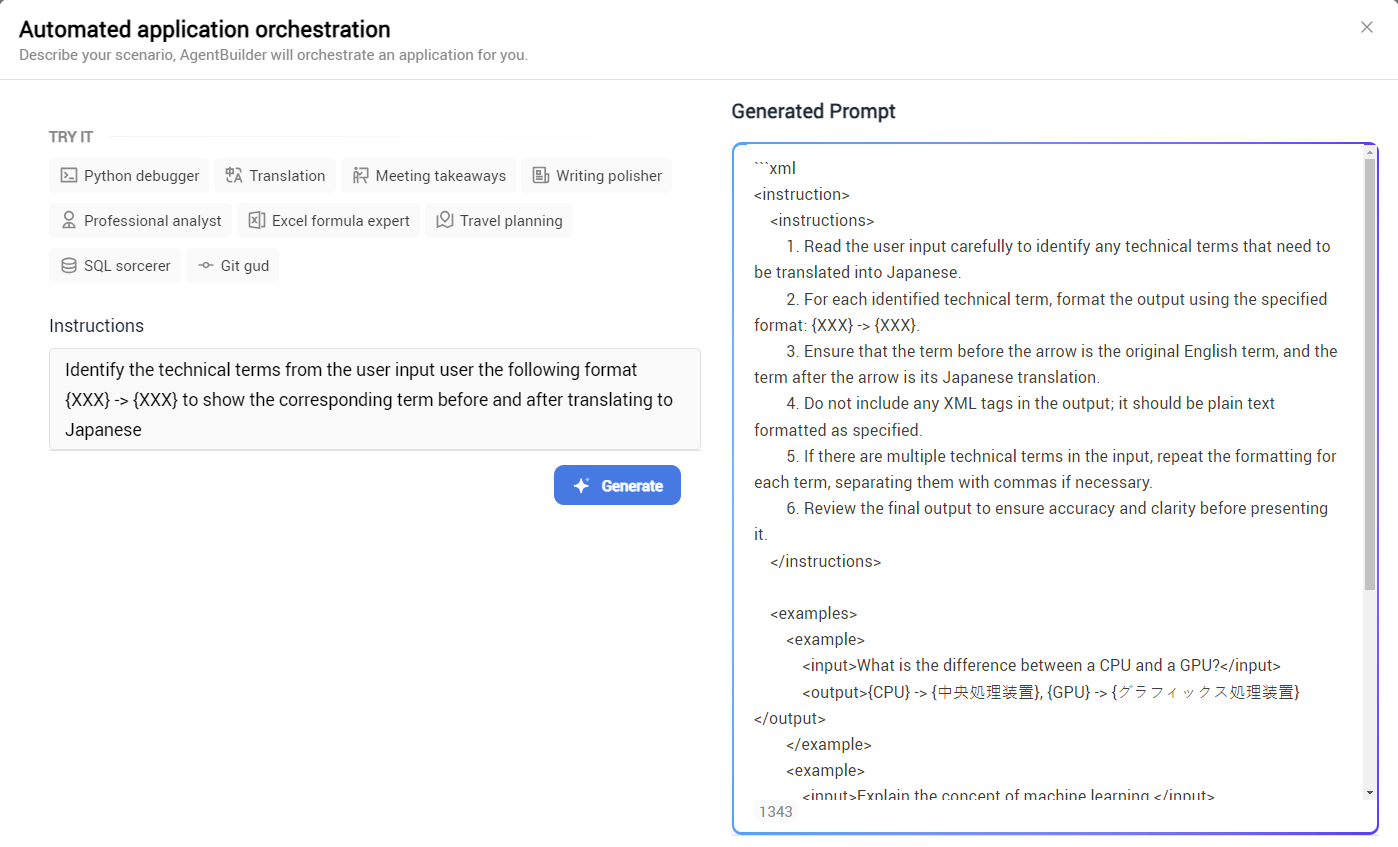 Automated application orchestration
Describe your scenario, AgentBuilder will orchestrate an application for you.
TRY IT
Python debugger
Translation
Meeting takeaways
Writing polisher
Professional analyst
Excel formula expert
Travel planning
SQL sorcerer
Git gud
Instructions
Identify the technical terms from the user input user the following format
{XXX} -> {XXX} to show the corresponding term before and after translating to
Japanese
Generate
Generated Prompt
```xml
<instruction>
<instructions>
1. Read the user input carefully to identify any technical terms that need to
be translated into Japanese.
2. For each identified technical term, format the output using the specified
format: {XXX} -> {XXX}.
3. Ensure that the term before the arrow is the original English term, and the
term after the arrow is its Japanese translation.
4. Do not include any XML tags in the output; it should be plain text
formatted as specified.
5. If there are multiple technical terms in the input, repeat the formatting for
each term, separating them with commas if necessary.
6. Review the final output to ensure accuracy and clarity before presenting
it.
</instructions>
<examples>
<example>
<input>What is the difference between a CPU and a GPU?</input>
<output>{CPU} -> {中央処理装置}, {GPU} -> {グラフィックス処理装置}
</output>
</example>
<example>
<input>Explain the concept of machine learning.</input>
1343